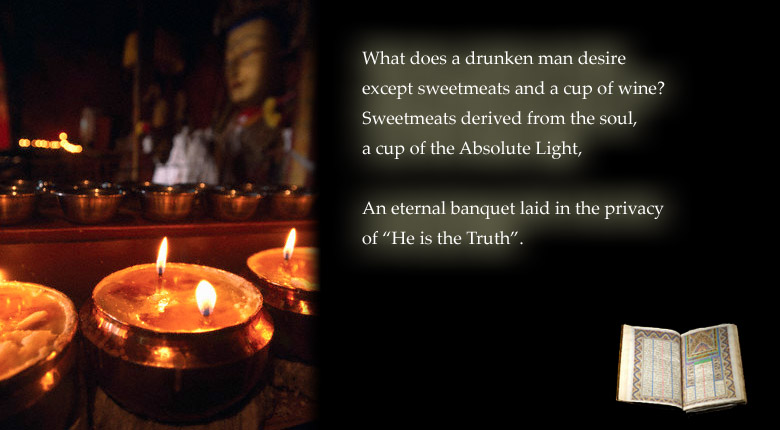 What does a drunken man desire
except sweetmeats and a cup of wine?
Sweetmeats derived from the soul,
a cup of the Absolute Light,
An eternal banquet laid in the privacy
of “He is the Truth”.